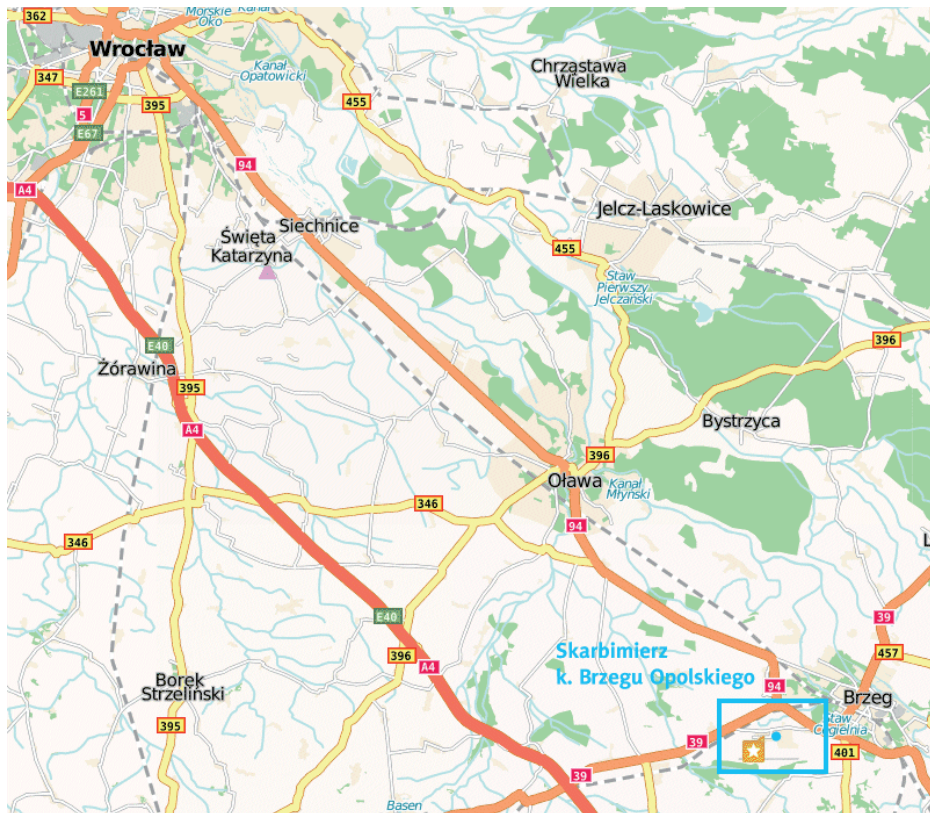 362
Morskie
Oko
Kanał
Wrocław
Kanał
Opatowicki
347
E261
395
5
E67
455
Chrząstawa
Wielka
94
A4
Siechnice
Święta
Katarzyna
Jelcz-Laskowice
455
Staw
Pierwszy
Jelczański
E40
Żórawina
395
A4
396
Bystrzyca
396
Oława
Kanał
Młyński
346
94
346
E40
396
A4
39
457
Skarbimierz
k. Brzegu Opolskiego
94
Brzeg
Borek
Strzeliński
395
Staw
Cegielnia
39
401
39
Basen